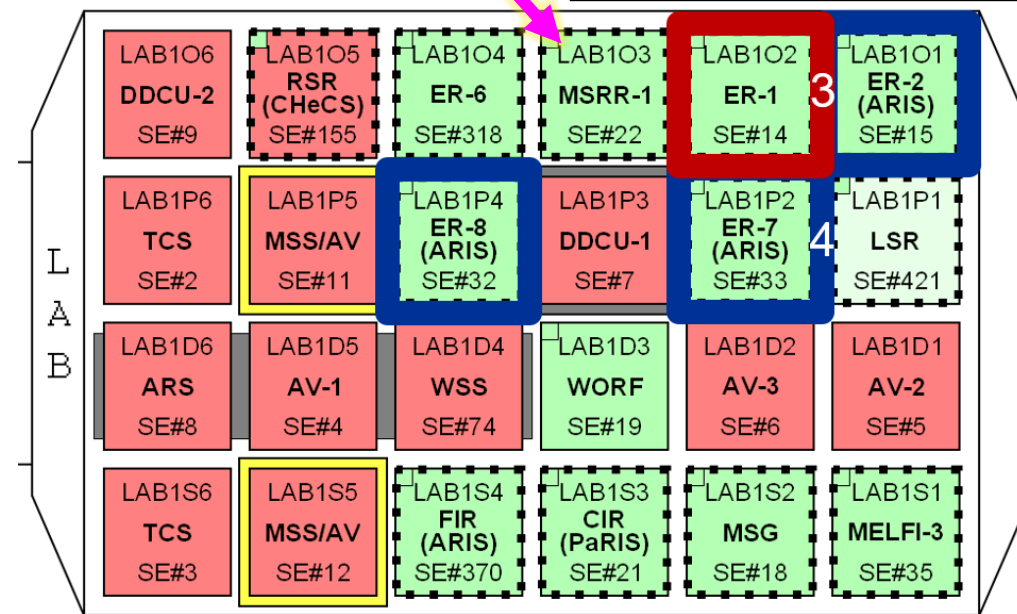 LAB1O6
DDCU-2
SE#9
LAB1O5
RSR
(CHeCS)
SE#155
LAB1O4
ER-6
SE#318
LAB1O3
MSRR-1
SE#22
LAB1O2
ER-1
SE#14
3
LAB1O1
ER-2
(ARIS)
SE#15
LAB1P6
TCS
SE#2
LAB1P5
MSS/AV
SE#11
LAB1P4
ER-8
(ARIS)
SE#32
LAB1P3
DDCU-1
SE#7
LAB1P2
ER-7
(ARIS)
SE#33
4
LAB1P1
LSR
SE#421
LAB
LAB1D6
ARS
SE#8
LAB1D5
AV-1
SE#4
LAB1D4
WSS
SE#74
LAB1D3
WORF
SE#19
LAB1D2
AV-3
SE#6
LAB1D1
AV-2
SE#5
LAB1S6
TCS
SE#3
LAB1S5
MSS/AV
SE#12
LAB1S4
FIR
(ARIS)
SE#370
LAB1S3
CIR
(PaRIS)
SE#21
LAB1S2
MSG
SE#18
LAB1S1
MELFI-3
SE#35